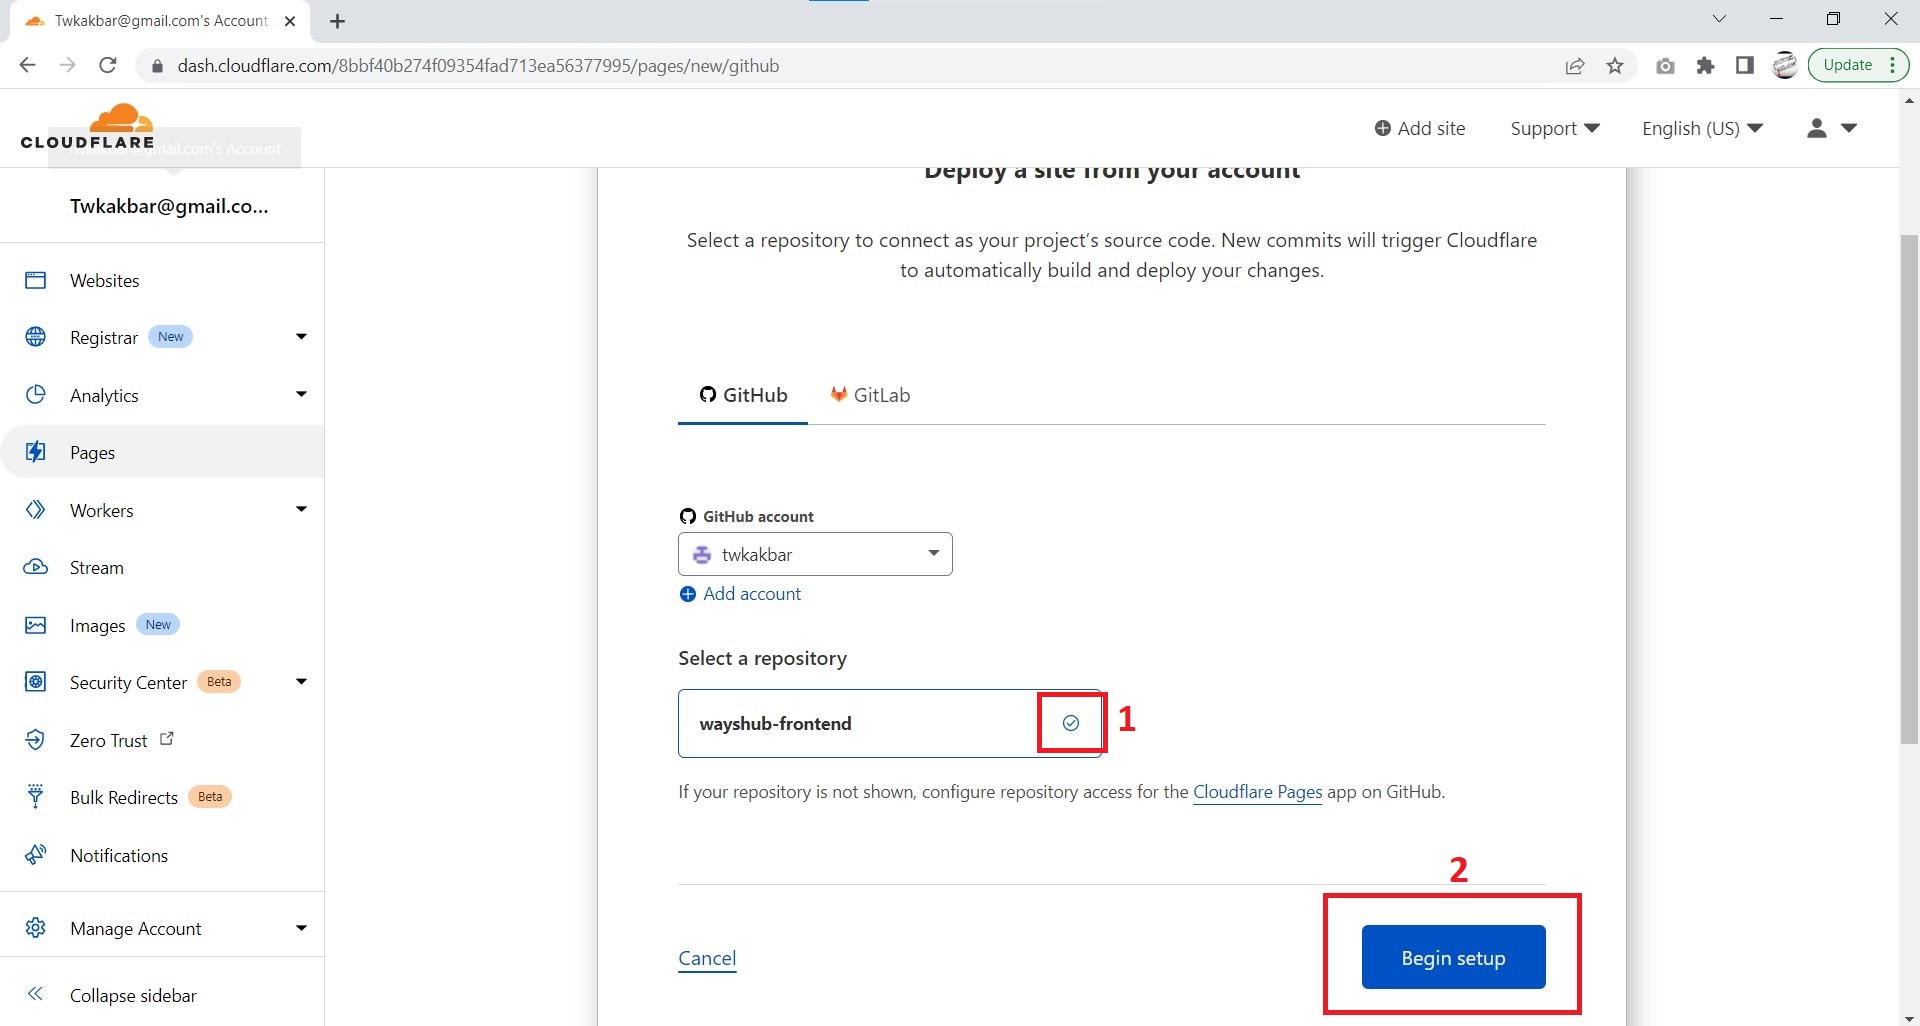 Twkakbar@gmail.com's Account
dash.cloudflare.com/8bbf40b274f09354fad713ea56377995/pages/new/github
Update
CLOUDFLARE
Twkakbar@gmail.com's Account
Add site
Support
English (US)
Twkakbar@gmail.co...
Websites
Registrar New
Analytics
Pages
Workers
Stream
Images New
Security Center Beta
Zero Trust
Bulk Redirects Beta
Notifications
Manage Account
Collapse sidebar
Deploy a site from your account
Select a repository to connect as your project's source code. New commits will trigger Cloudflare
to automatically build and deploy your changes.
GitHub
GitLab
GitHub account
twkakbar
Add account
Select a repository
wayshub-frontend
1
If your repository is not shown, configure repository access for the Cloudflare Pages app on GitHub.
2
Cancel
Begin setup